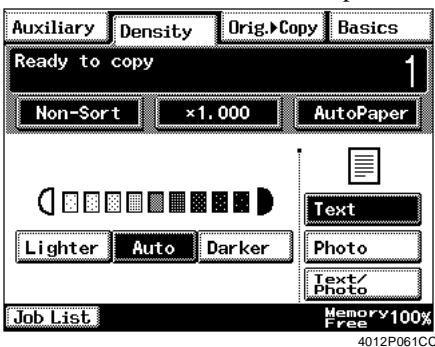 Auxiliary Density Orig.▶Copy Basics
Ready to copy 1
Non-Sort ×1.000 AutoPaper
Text
Lighter Auto Darker Photo
Text/
Photo
Job List Memory
Free 100%
4012P061CC